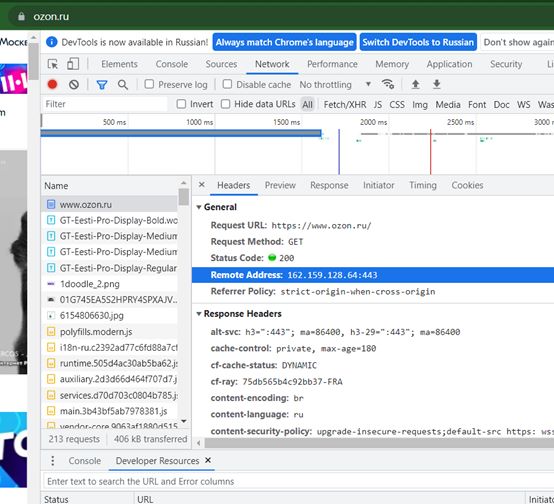 ozon.ru
Моске
DevTools is now available in Russian! Always match Chrome's language Switch DevTools to Russian Don't show again
Elements Console Sources Network Performance Memory Application Security
Preserve log Disable cache No throttling
Filter Invert Hide data URLs All Fetch/XHR JS CSS Img Media Font Doc WS
500 ms 1000 ms 1500 ms 2000 ms 2500 ms
Name × Headers Preview Response Initiator Timing Cookies
www.ozon.ru
GT-Eesti-Pro-Display-Bold.wo
GT-Eesti-Pro-Display-Medium
GT-Eesti-Pro-Display-Medium
GT-Eesti-Pro-Display-Regular
1doodle_2.png
01G745EA5S2HPRY4SPXAJV..
6154806630.jpg
polyfills.modern.js
i18n-ru.c2392ad77c6fd88a7cf
runtime.505d4ac30ab5ba62.js
auxiliary.2d3d66d464f707d7.js
services.d70d703c0804b785.js
main.3b43bf5ab7978381.js
213 requests 406 kB transferred
General
Request URL: https://www.ozon.ru/
Request Method: GET
Status Code: 200
Remote Address: 162.159.128.64:443
Referrer Policy: strict-origin-when-cross-origin
Response Headers
alt-svc: h3=":443"; ma=86400, h3-29=":443"; ma=86400
cache-control: private, max-age=180
cf-cache-status: DYNAMIC
cf-ray: 75db565b4c92bb37-FRA
content-encoding: br
content-language: ru
content-security-policy: upgrade-insecure-requests;default-src https: wss
Console Developer Resources ×
Enter text to search the URL and Error columns
Status URL